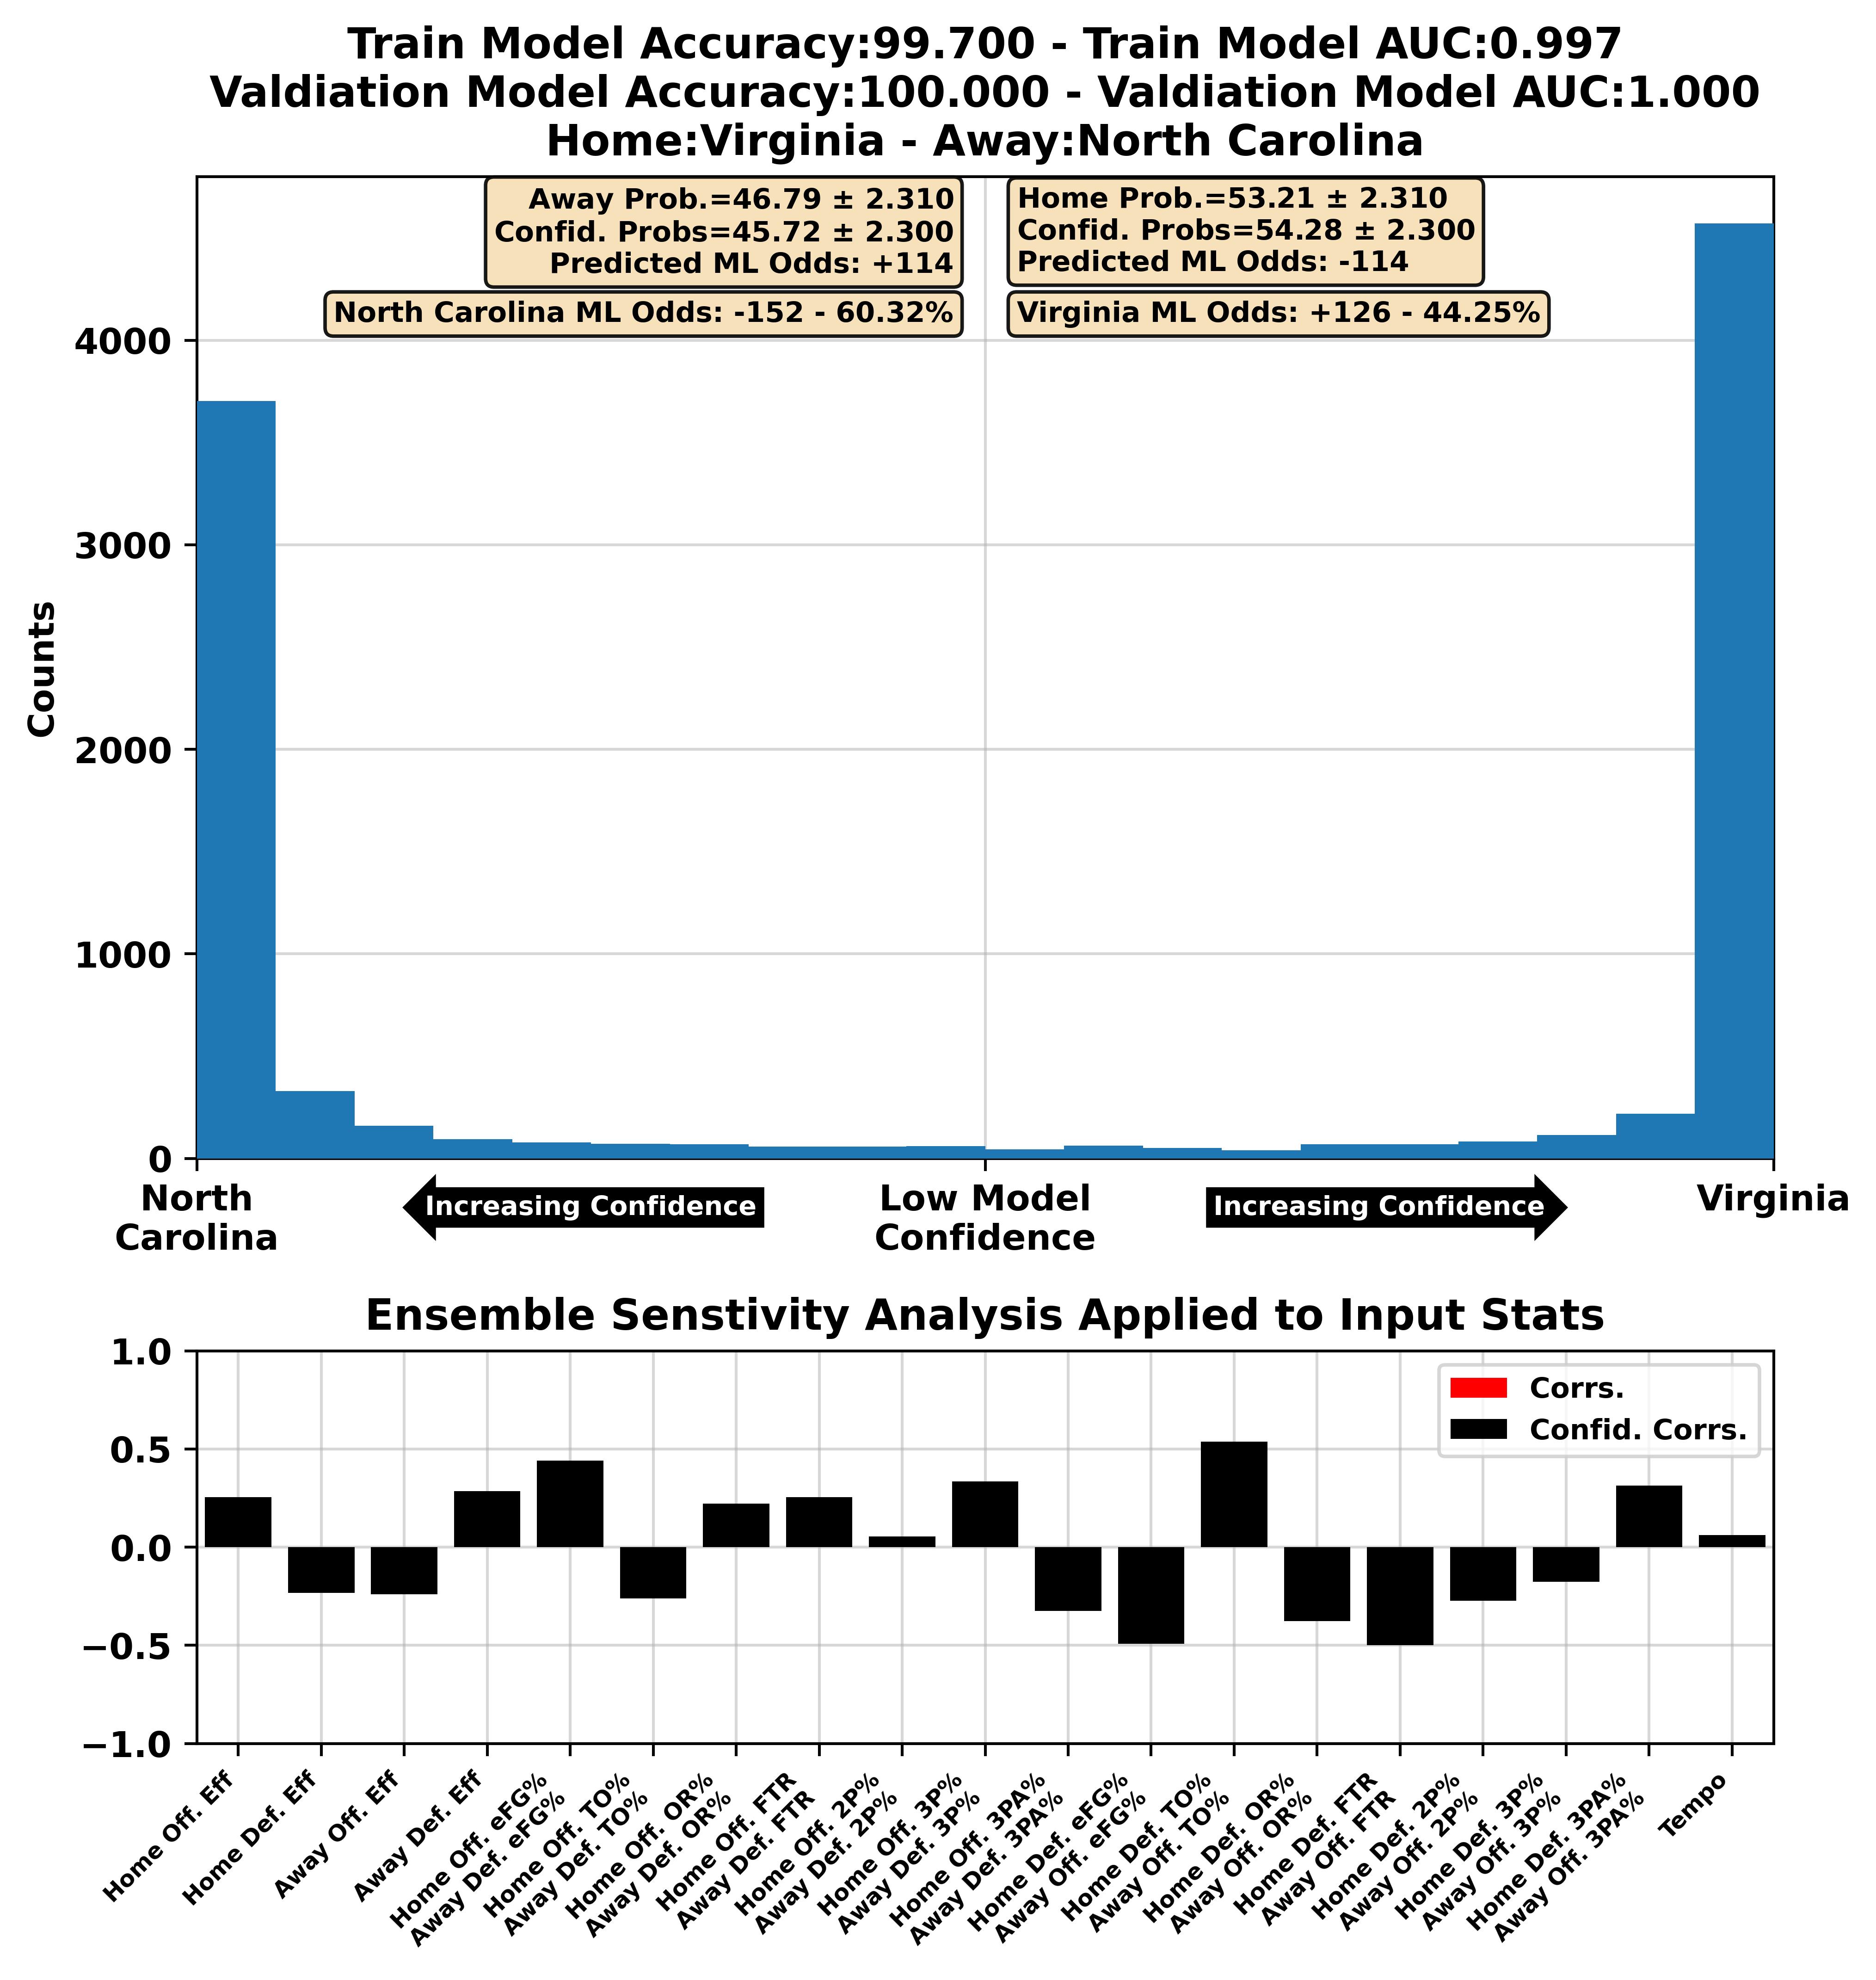 Train Model Accuracy:99.700 - Train Model AUC:0.997
Valdiation Model Accuracy:100.000 - Valdiation Model AUC:1.000
Home:Virginia - Away:North Carolina
Away Prob.=46.79 ± 2.310
Confid. Probs=45.72 ± 2.300
Predicted ML Odds: +114
North Carolina ML Odds: -152 - 60.32%
Home Prob.=53.21 ± 2.310
Confid. Probs=54.28 ± 2.300
Predicted ML Odds: -114
Virginia ML Odds: +126 - 44.25%
Counts
4000
3000
2000
1000
0
North
Carolina
Increasing Confidence
Low Model
Confidence
Increasing Confidence
Virginia
Ensemble Senstivity Analysis Applied to Input Stats
1.0
0.5
0.0
−0.5
−1.0
Corrs.
Confid. Corrs.
Home Off. Eff
Home Def. Eff
Away Off. Eff
Away Def. Eff
Home Off. eFG%
Away Def. eFG%
Home Off. TO%
Away Def. TO%
Home Off. OR%
Away Def. OR%
Home Off. FTR
Away Def. FTR
Home Off. 2P%
Away Def. 2P%
Home Off. 3P%
Away Def. 3P%
Home Off. 3PA%
Away Def. 3PA%
Home Def. eFG%
Away Off. eFG%
Home Def. TO%
Away Off. TO%
Home Def. OR%
Away Off. OR%
Home Def. FTR
Away Off. FTR
Home Def. 2P%
Away Off. 2P%
Home Def. 3P%
Away Off. 3P%
Home Def. 3PA%
Away Off. 3PA%
Tempo